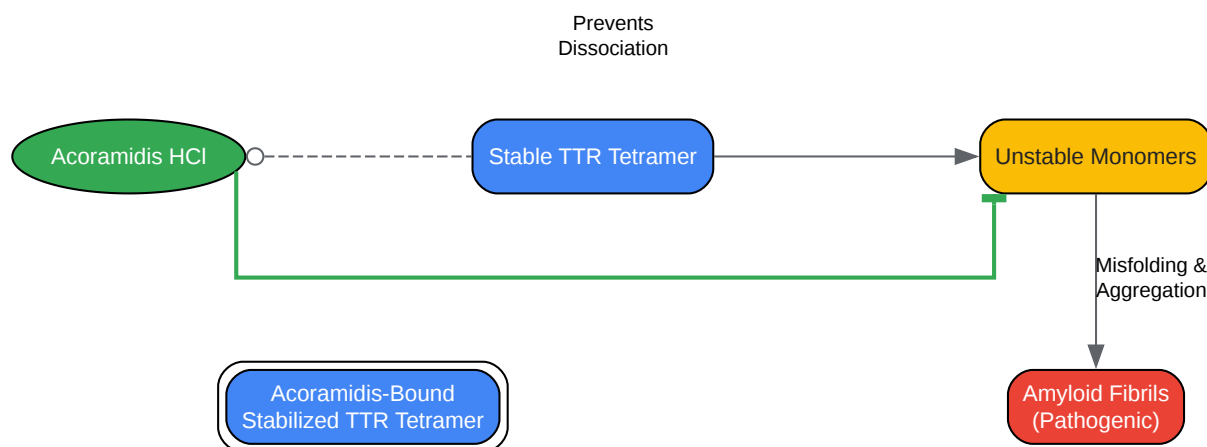 Prevents
Dissociation
Acoramidis HCl
Stable TTR Tetramer
Unstable Monomers
Misfolding &
Aggregation
Acoramidis-Bound
Stabilized TTR Tetramer
Amyloid Fibrils
(Pathogenic)